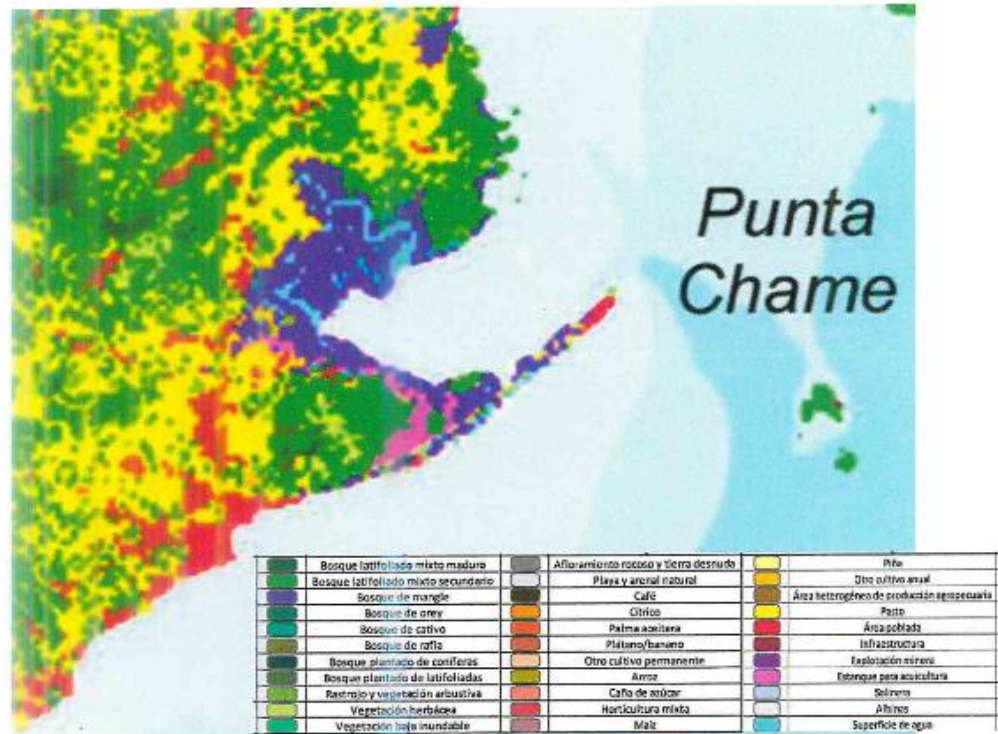 Punta
Chame
Bosque latifoliado mixto maduro
Afloramiento rocoso y tierra desnuda
Piña
Bosque latifoliado mixto secundario
Playa y arenal natural
Otro cultivo anual
Bosque de mangle
Café
Área heterogénea de producción agropecuaria
Bosque de orey
Cítrico
Pasto
Bosque de cativo
Palma aceitera
Área poblada
Bosque de rafia
Plátano/banano
Infraestructura
Bosque plantado de coníferas
Otro cultivo permanente
Explotación minera
Bosque plantado de latifoliadas
Arroz
Estanque para acuicultura
Rastrojo y vegetación arbustiva
Caña de azúcar
Salinera
Vegetación herbácea
Horticultura mixta
Albinas
Vegetación baja inundable
Maíz
Superficie de agua